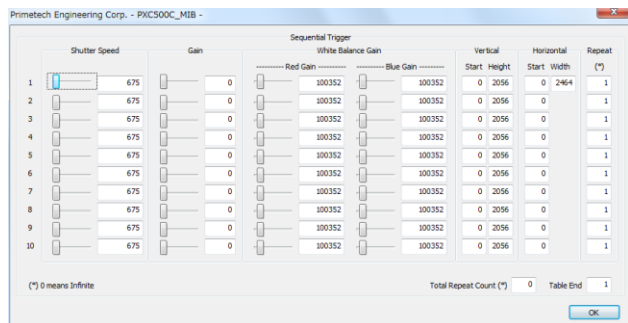 Primetech Engineering Corp. - PXC500C_MIB -
Sequential Trigger
Shutter Speed Gain White Balance Gain Vertical Horizontal Repeat
---------- Red Gain ---------- ---------- Blue Gain ---------- Start Height Start Width (*)
1 675 0 100352 100352 0 2056 0 2464 1
2 675 0 100352 100352 0 2056 0 1
3 675 0 100352 100352 0 2056 0 1
4 675 0 100352 100352 0 2056 0 1
5 675 0 100352 100352 0 2056 0 1
6 675 0 100352 100352 0 2056 0 1
7 675 0 100352 100352 0 2056 0 1
8 675 0 100352 100352 0 2056 0 1
9 675 0 100352 100352 0 2056 0 1
10 675 0 100352 100352 0 2056 0 1
(*) 0 means Infinite Total Repeat Count (*) 0 Table End 1
OK